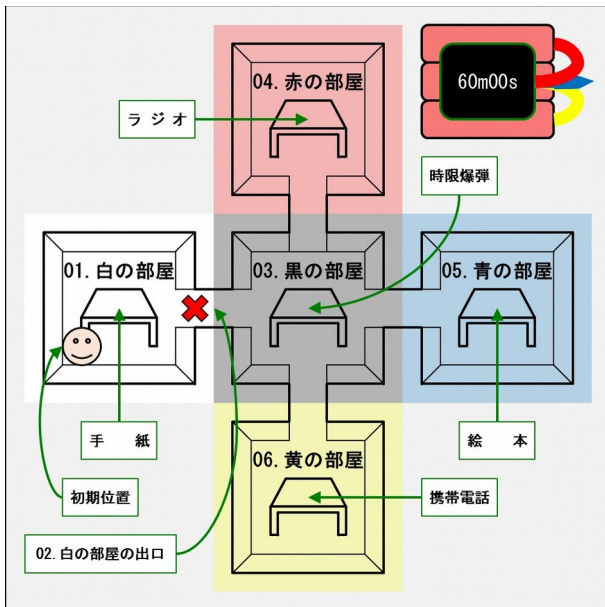 04.赤の部屋
60m00s
ラジオ
時限爆弾
01.白の部屋
03.黒の部屋
05.青の部屋
手 紙
06.黄の部屋
絵 本
初期位置
携帯電話
02.白の部屋の出口